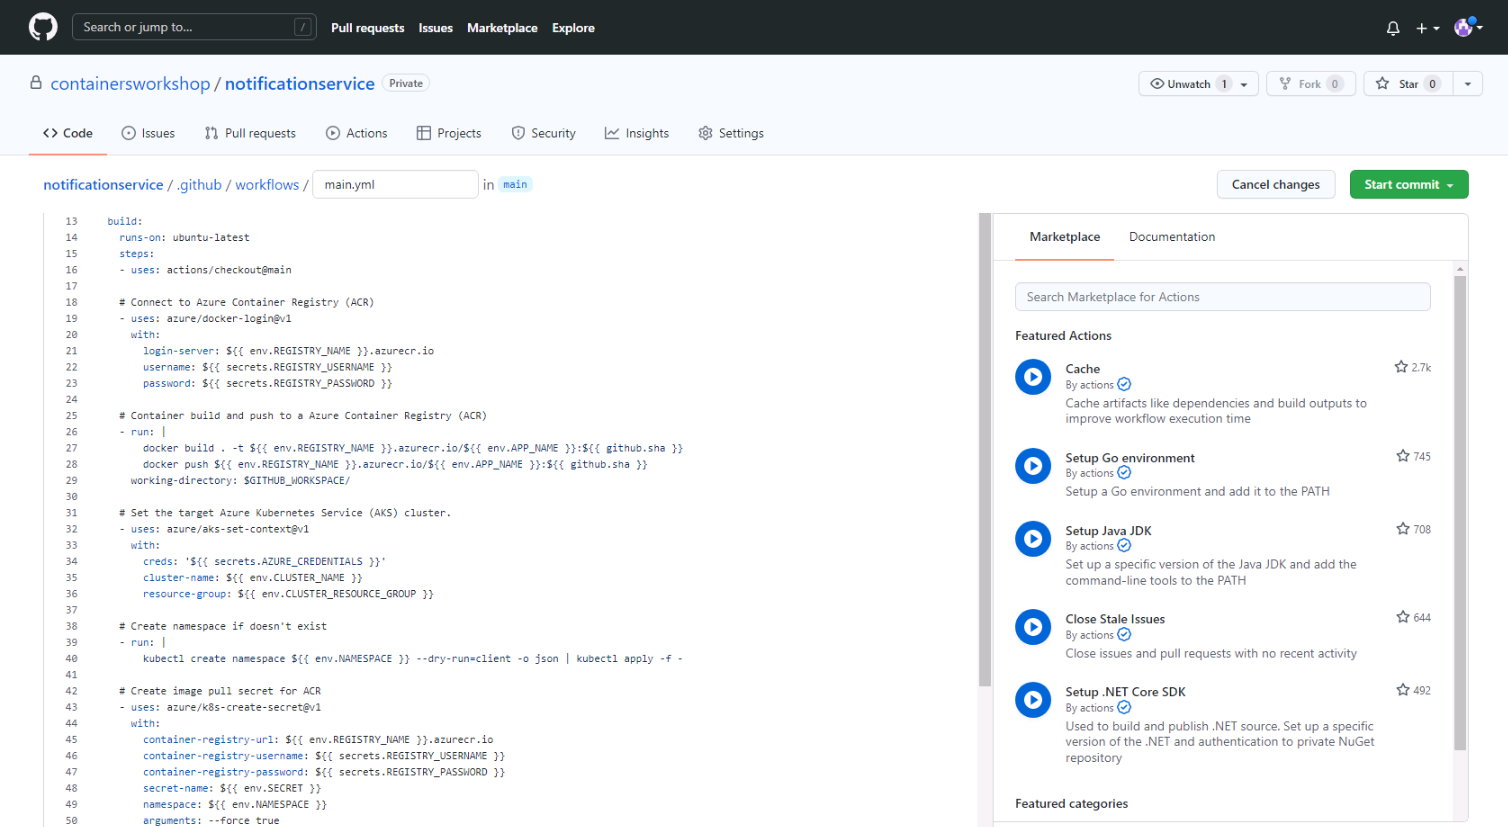 Search or jump to... /
Pull requests Issues Marketplace Explore
containersworkshop / notificationservice Private
Unwatch 1 Fork 0 Star 0
Code Issues Pull requests Actions Projects Security Insights Settings
notificationservice / .github / workflows / main.yml in main
Cancel changes Start commit
13 build:
14 runs-on: ubuntu-latest
15 steps:
16 - uses: actions/checkout@main
17
18 # Connect to Azure Container Registry (ACR)
19 - uses: azure/docker-login@v1
20 with:
21 login-server: ${{ env.REGISTRY_NAME }}.azurecr.io
22 username: ${{ secrets.REGISTRY_USERNAME }}
23 password: ${{ secrets.REGISTRY_PASSWORD }}
24
25 # Container build and push to a Azure Container Registry (ACR)
26 - run: |
27 docker build . -t ${{ env.REGISTRY_NAME }}.azurecr.io/${{ env.APP_NAME }}:${{ github.sha }}
28 docker push ${{ env.REGISTRY_NAME }}.azurecr.io/${{ env.APP_NAME }}:${{ github.sha }}
29 working-directory: $GITHUB_WORKSPACE/
30
31 # Set the target Azure Kubernetes Service (AKS) cluster.
32 - uses: azure/aks-set-context@v1
33 with:
34 creds: '${{ secrets.AZURE_CREDENTIALS }}'
35 cluster-name: ${{ env.CLUSTER_NAME }}
36 resource-group: ${{ env.CLUSTER_RESOURCE_GROUP }}
37
38 # Create namespace if doesn't exist
39 - run: |
40 kubectl create namespace ${{ env.NAMESPACE }} --dry-run=client -o json | kubectl apply -f -
41
42 # Create image pull secret for ACR
43 - uses: azure/k8s-create-secret@v1
44 with:
45 container-registry-url: ${{ env.REGISTRY_NAME }}.azurecr.io
46 container-registry-username: ${{ secrets.REGISTRY_USERNAME }}
47 container-registry-password: ${{ secrets.REGISTRY_PASSWORD }}
48 secret-name: ${{ env.SECRET }}
49 namespace: ${{ env.NAMESPACE }}
50 arguments: --force true
Marketplace Documentation
Search Marketplace for Actions
Featured Actions
Cache 2.7k
By actions
Cache artifacts like dependencies and build outputs to
improve workflow execution time
Setup Go environment 745
By actions
Setup a Go environment and add it to the PATH
Setup Java JDK 708
By actions
Set up a specific version of the Java JDK and add the
command-line tools to the PATH
Close Stale Issues 644
By actions
Close issues and pull requests with no recent activity
Setup .NET Core SDK 492
By actions
Used to build and publish .NET source. Set up a specific
version of the .NET and authentication to private NuGet
repository
Featured categories